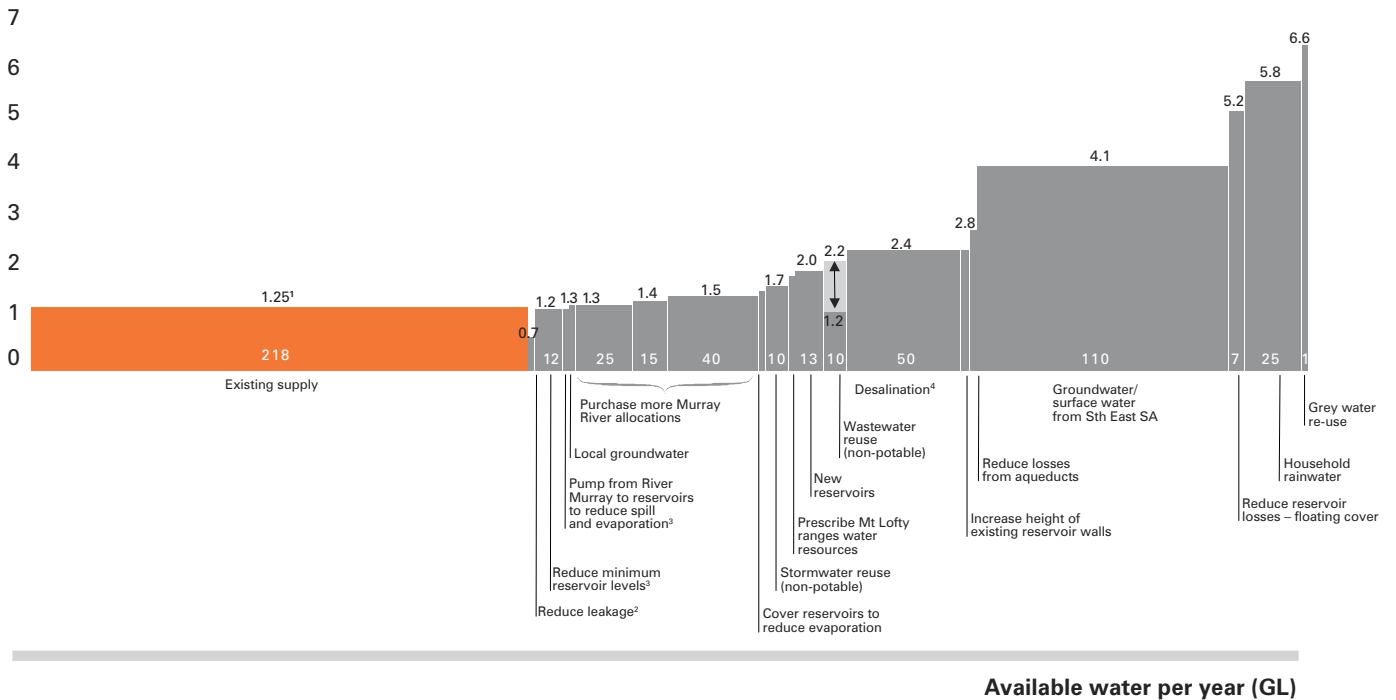 7
6
5
4
3
2
1
0
1.25¹
0.7
1.2
1.3
1.3
1.4
1.5
1.7
2.0
2.2
1.2
2.4
2.8
4.1
5.2
5.8
6.6
218
12
25
15
40
10
13
10
50
110
7
25
1
Existing supply
Purchase more Murray
River allocations
Local groundwater
Pump from River
Murray to reservoirs
to reduce spill
and evaporation³
Reduce minimum
reservoir levels³
Reduce leakage²
Desalination⁴
Wastewater
reuse
(non-potable)
New
reservoirs
Prescribe Mt Lofty
ranges water
resources
Stormwater reuse
(non-potable)
Cover reservoirs to
reduce evaporation
Groundwater/
surface water
from Sth East SA
Reduce losses
from aqueducts
Increase height of
existing reservoir walls
Grey water
re-use
Household
rainwater
Reduce reservoir
losses – floating cover
Available water per year (GL)